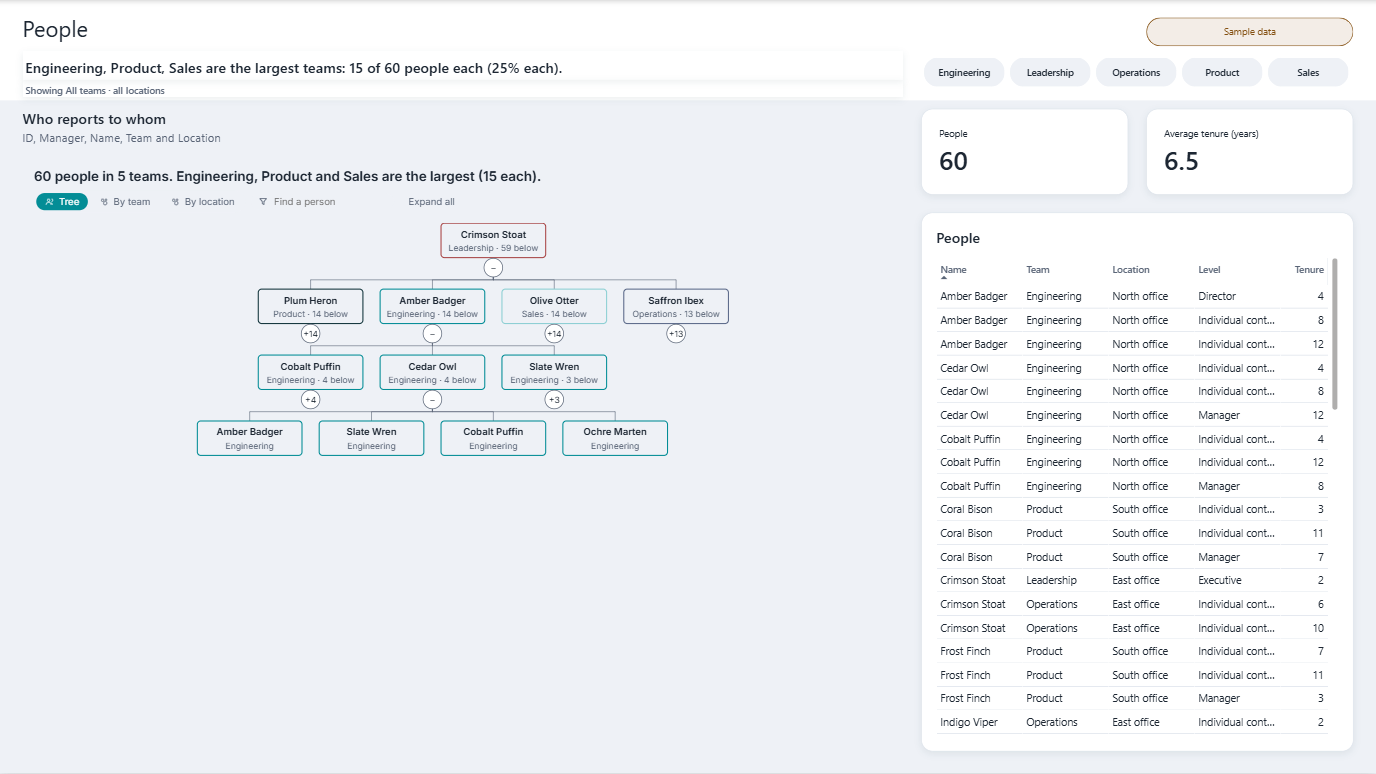 People
Sample data
Engineering, Product, Sales are the largest teams: 15 of 60 people each (25% each).
Showing All teams · all locations
Engineering Leadership Operations Product Sales
Who reports to whom
ID, Manager, Name, Team and Location
60 people in 5 teams. Engineering, Product and Sales are the largest (15 each).
Tree By team By location Find a person Expand all
Crimson Stoat
Leadership · 59 below
−
Plum Heron Amber Badger Olive Otter Saffron Ibex
Product · 14 below Engineering · 14 below Sales · 14 below Operations · 13 below
+14 − +14 +13
Cobalt Puffin Cedar Owl Slate Wren
Engineering · 4 below Engineering · 4 below Engineering · 3 below
+4 − +3
Amber Badger Slate Wren Cobalt Puffin Ochre Marten
Engineering Engineering Engineering Engineering
People
60
Average tenure (years)
6.5
People
Name Team Location Level Tenure
Amber Badger Engineering North office Director 4
Amber Badger Engineering North office Individual cont... 8
Amber Badger Engineering North office Individual cont... 12
Cedar Owl Engineering North office Individual cont... 4
Cedar Owl Engineering North office Individual cont... 8
Cedar Owl Engineering North office Manager 12
Cobalt Puffin Engineering North office Individual cont... 4
Cobalt Puffin Engineering North office Individual cont... 12
Cobalt Puffin Engineering North office Manager 8
Coral Bison Product South office Individual cont... 3
Coral Bison Product South office Individual cont... 11
Coral Bison Product South office Manager 7
Crimson Stoat Leadership East office Executive 2
Crimson Stoat Operations East office Individual cont... 6
Crimson Stoat Operations East office Individual cont... 10
Frost Finch Product South office Individual cont... 7
Frost Finch Product South office Individual cont... 11
Frost Finch Product South office Manager 3
Indigo Viper Operations East office Individual cont... 2